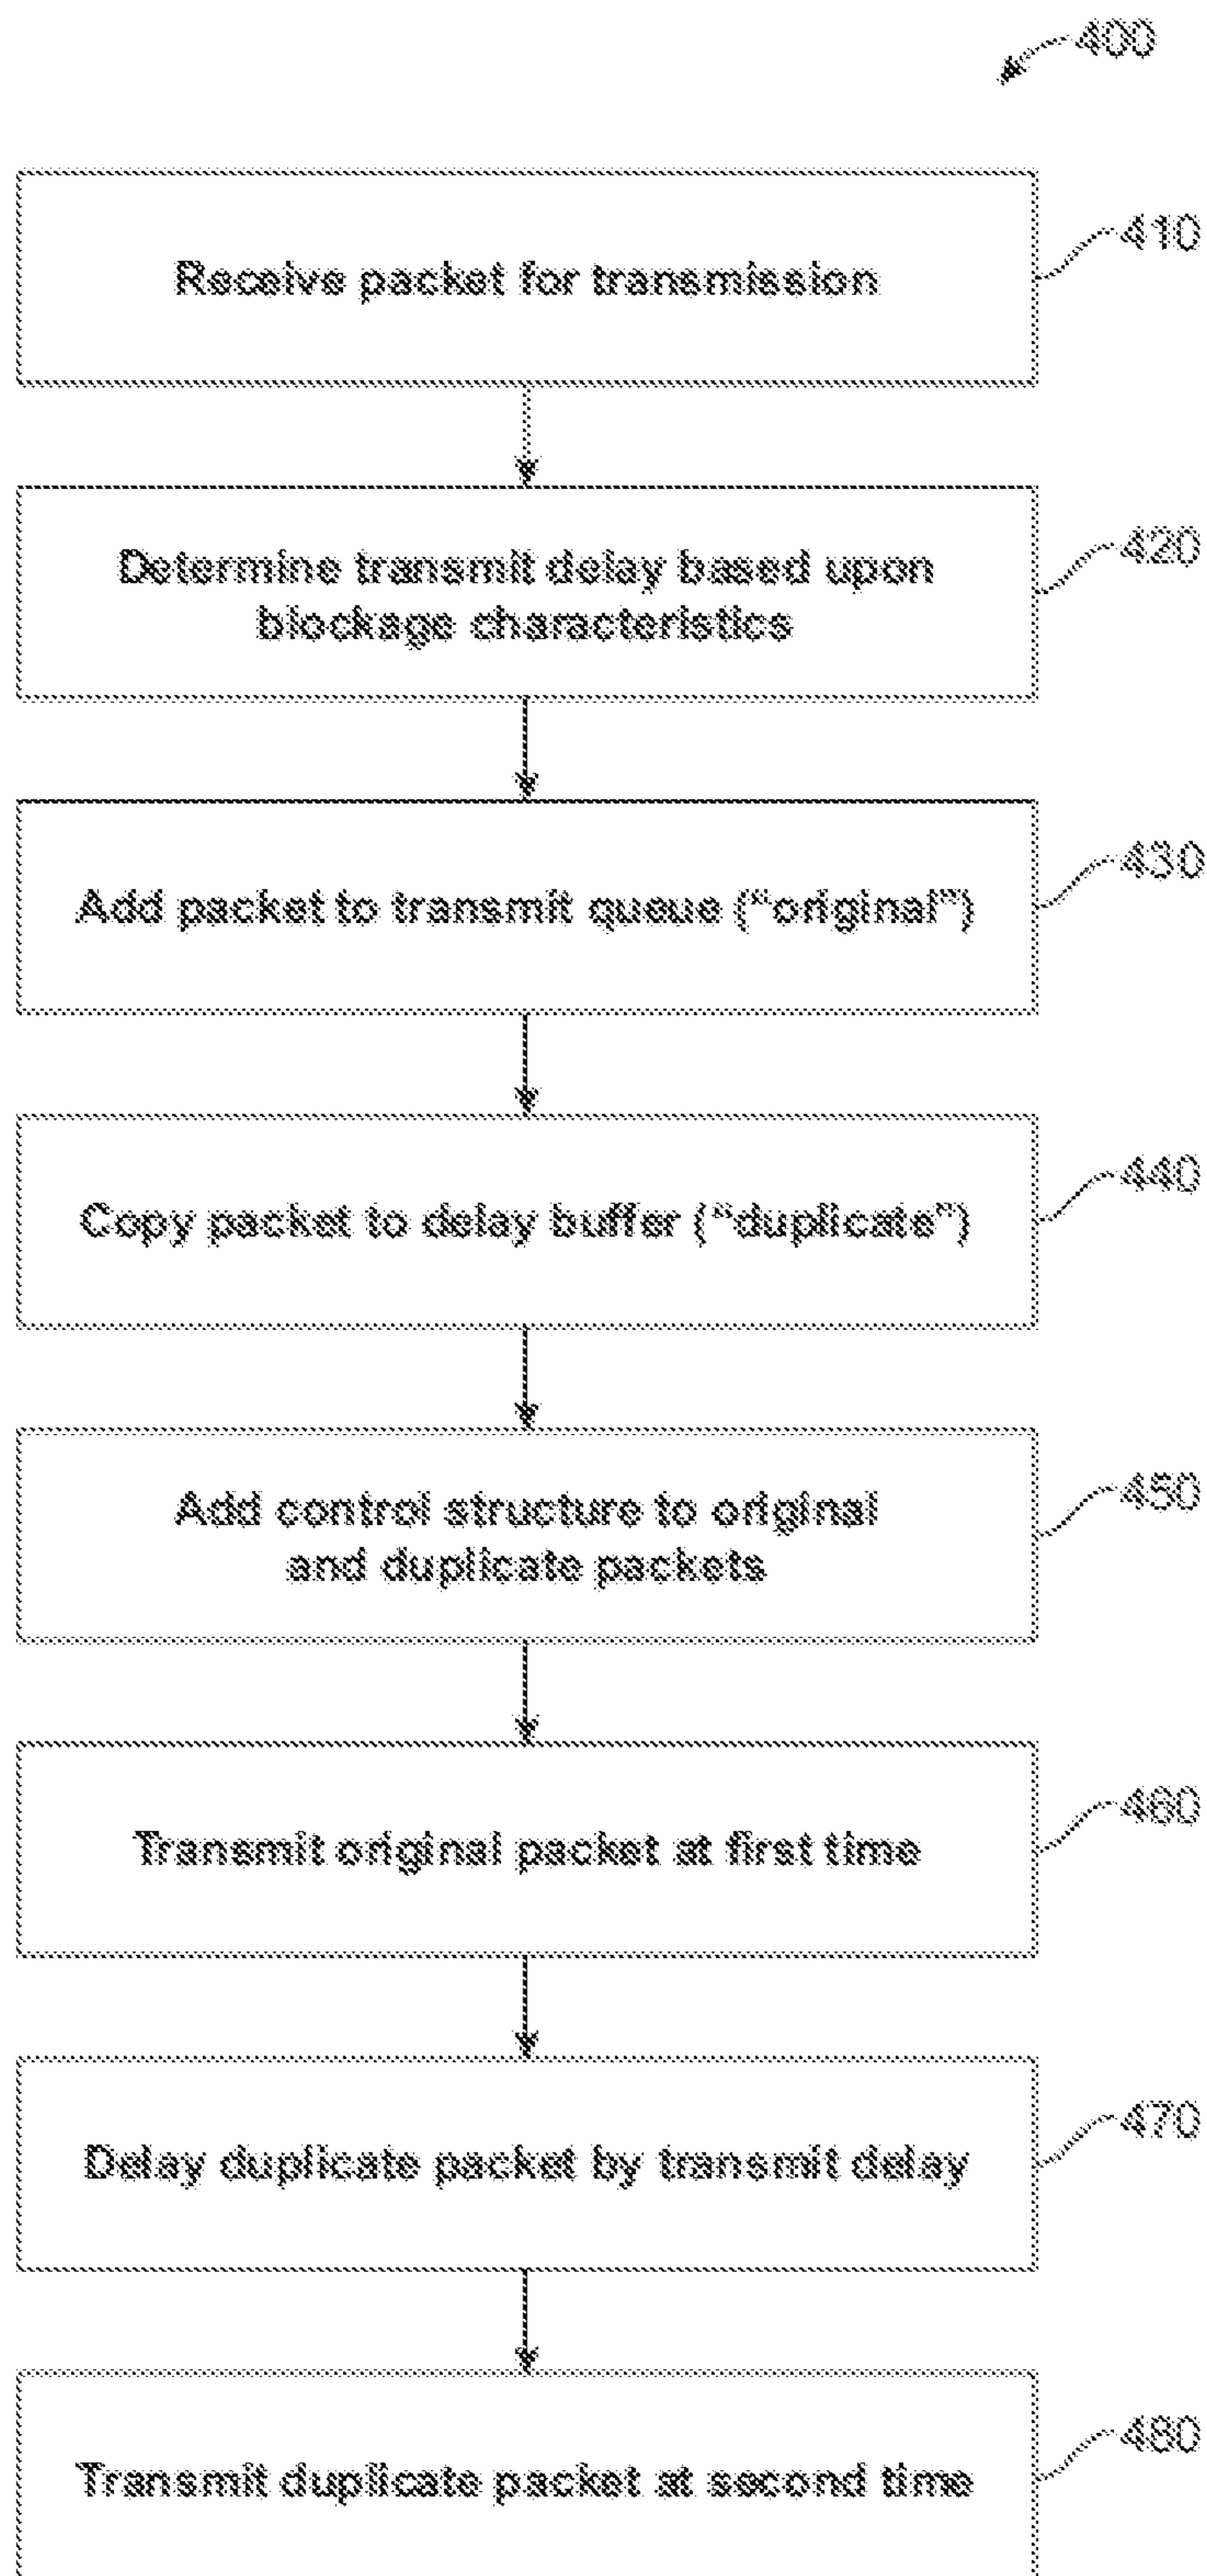 400
Receive packet for transmission
410
Determine transmit delay based upon
blockage characteristics
420
Add packet to transmit queue (“original”)
430
Copy packet to delay buffer (“duplicate”)
440
Add control structure to original
and duplicate packets
450
Transmit original packet at first time
460
Delay duplicate packet by transmit delay
470
Transmit duplicate packet at second time
480